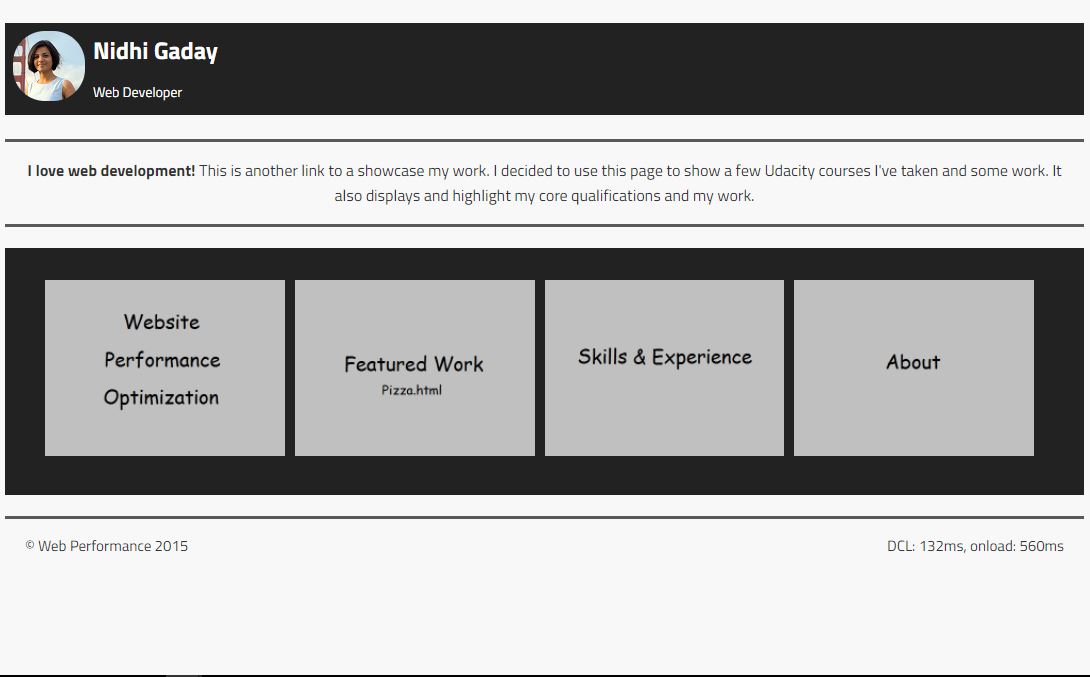 Nidhi Gaday
Web Developer
I love web development! This is another link to a showcase my work. I decided to use this page to show a few Udacity courses I've taken and some work. It
also displays and highlight my core qualifications and my work.
Website
Performance
Optimization
Featured Work
Pizza.html
Skills & Experience
About
© Web Performance 2015
DCL: 132ms, onload: 560ms